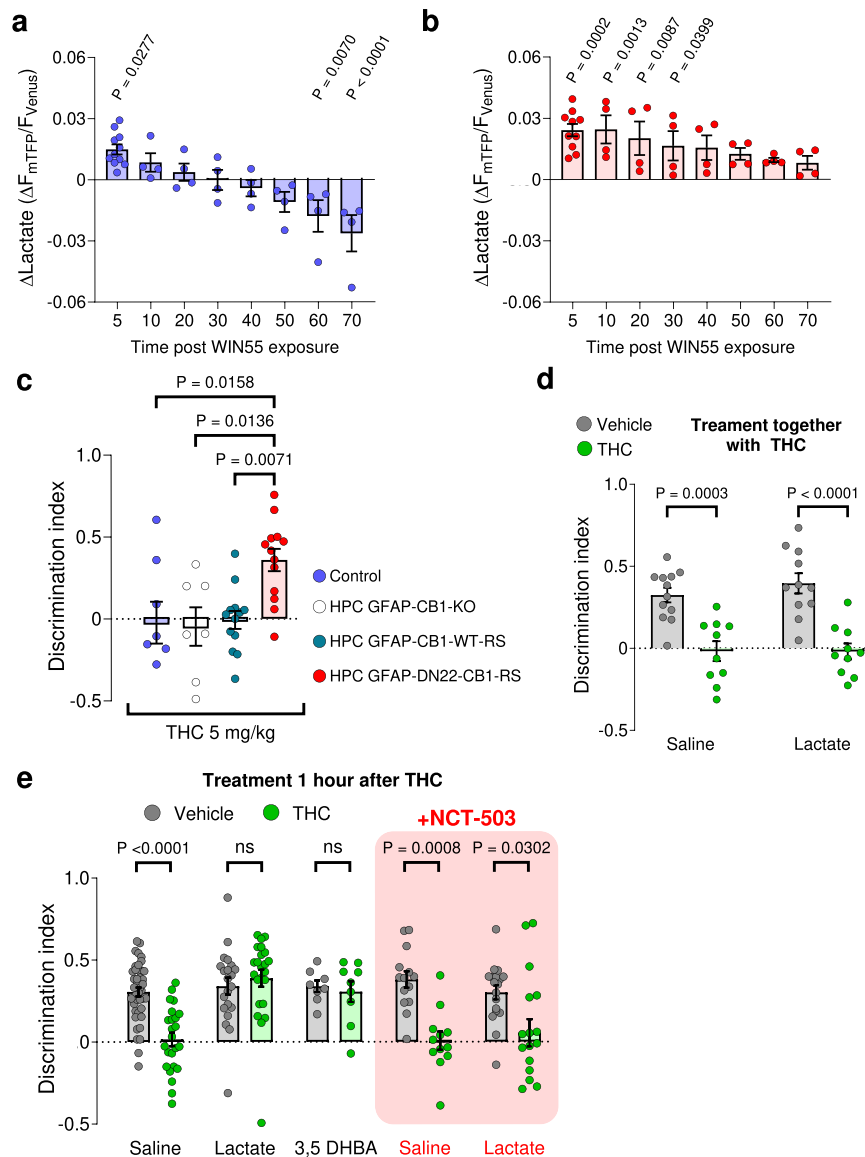 a
P = 0.0277
P = 0.0070
P < 0.0001
ΔLactate (ΔFmTFP/FVenus)
0.06
0.03
0
-0.03
-0.06
5 10 20 30 40 50 60 70
Time post WIN55 exposure
b
P = 0.0002
P = 0.0013
P = 0.0087
P = 0.0399
ΔLactate (ΔFmTFP/FVenus)
0.06
0.03
0
-0.03
-0.06
5 10 20 30 40 50 60 70
Time post WIN55 exposure
c
P = 0.0158
P = 0.0136
P = 0.0071
Discrimination index
1.0
0.5
0
-0.5
THC 5 mg/kg
Control
HPC GFAP-CB1-KO
HPC GFAP-CB1-WT-RS
HPC GFAP-DN22-CB1-RS
d
Vehicle
THC
Treament together
with THC
P = 0.0003
P < 0.0001
Discrimination index
1.0
0.5
0
-0.5
Saline
Lactate
e
Treatment 1 hour after THC
Vehicle
THC
+NCT-503
P <0.0001
ns
ns
P = 0.0008
P = 0.0302
Discrimination index
1.0
0.5
0
-0.5
Saline
Lactate
3,5 DHBA
Saline
Lactate